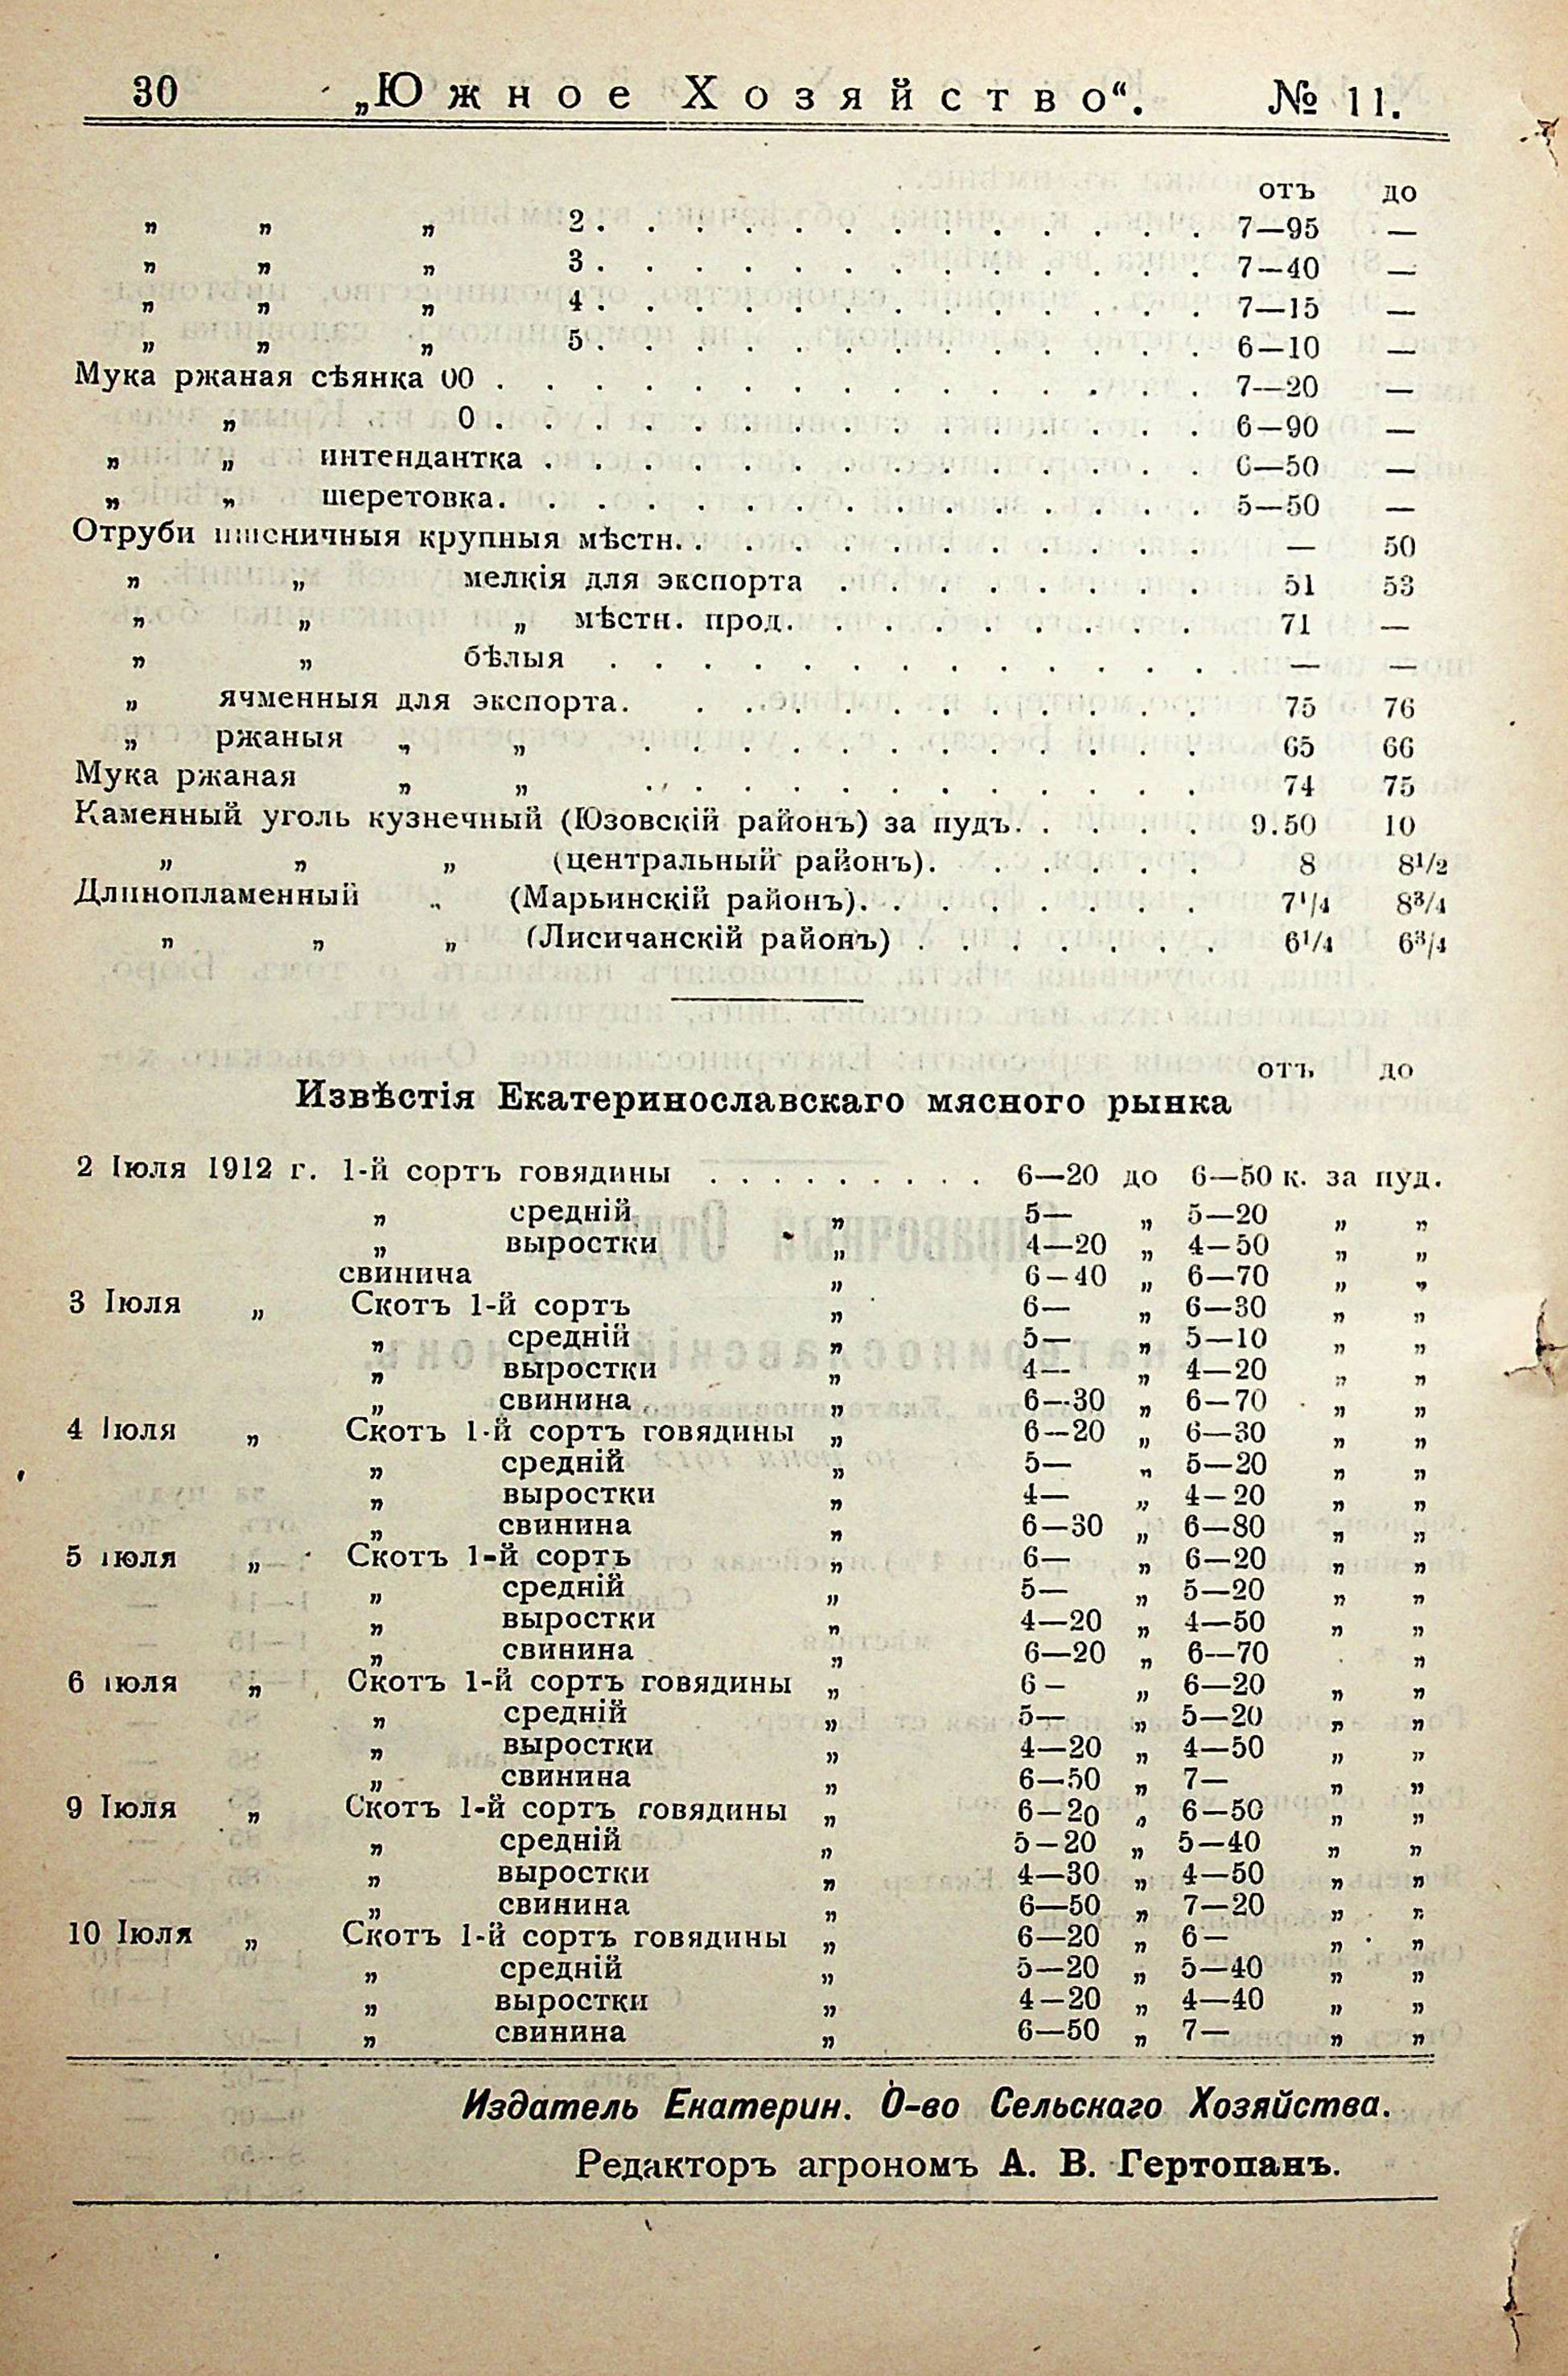 30 „Южное Хозяйство“. № 11.
отъ до
„ „ „ 2 . . . . . . . . . . . . . 7—95 —
„ „ „ 3 . . . . . . . . . . . . . 7—40 —
„ „ „ 4 . . . . . . . . . . . . . 7—15 —
„ „ „ 5 . . . . . . . . . . . . . 6—10 —
Мука ржаная сѣянка 00 . . . . . . . . . . . . . . . 7—20 —
„ 0 . . . . . . . . . . . . . . . 6—90 —
„ „ интендантка . . . . . . . . . . . . . . 6—50 —
„ „ шеретовка. . . . . . . . . . . . . . . 5—50 —
Отруби пшеничныя крупныя мѣстн. . . . . . . . . . . . — 50
„ „ мелкія для экспорта . . . . . . . . 51 53
„ „ „ мѣстн. прод. . . . . . . . . 71 —
„ „ бѣлыя . . . . . . . . . . . . . — —
„ ячменныя для экспорта. . . . . . . . . . . . 75 76
„ ржаныя „ „ . . . . . . . . . . . . 65 66
Мука ржаная „ „ . . . . . . . . . . . . 74 75
Каменный уголь кузнечный (Юзовскій районъ) за пудъ. . . . . 9.50 10
„ „ „ (центральный районъ). . . . . . 8 8¹/₂
Длиннопламенный „ (Марьинскій районъ). . . . . . . . 7¹/₄ 8³/₄
„ „ „ (Лисичанскій районъ) . . . . . . . 6¹/₄ 6³/₄
отъ до
Извѣстія Екатеринославскаго мясного рынка
2 Іюля 1912 г. 1-й сортъ говядины . . . . . . . . . 6—20 до 6—50 к. за пуд.
„ средній „ 5— „ 5—20 „ „
„ выростки „ 4—20 „ 4—50 „ „
свинина „ 6—40 „ 6—70 „ „
3 Іюля „ Скотъ 1-й сортъ „ 6— „ 6—30 „ „
„ средній „ 5— „ 5—10 „ „
„ выростки „ 4— „ 4—20 „ „
„ свинина „ 6—30 „ 6—70 „ „
4 Іюля „ Скотъ 1-й сортъ говядины „ 6—20 „ 6—30 „ „
„ средній „ 5— „ 5—20 „ „
„ выростки „ 4— „ 4—20 „ „
„ свинина „ 6—30 „ 6—80 „ „
5 іюля „ Скотъ 1-й сортъ „ 6— „ 6—20 „ „
„ средній „ 5— „ 5—20 „ „
„ выростки „ 4—20 „ 4—50 „ „
„ свинина „ 6—20 „ 6—70 „
6 іюля „ Скотъ 1-й сортъ говядины „ 6— „ 6—20 „ „
„ средній „ 5— „ 5—20 „ „
„ выростки „ 4—20 „ 4—50 „ „
„ свинина „ 6—50 „ 7— „ „
9 Іюля „ Скотъ 1-й сортъ говядины „ 6—20 „ 6—50 „ „
„ средній „ 5—20 „ 5—40 „ „
„ выростки „ 4—30 „ 4—50 „ „
„ свинина „ 6—50 „ 7—20 „ „
10 Іюля „ Скотъ 1-й сортъ говядины „ 6—20 „ 6— „ „
„ средній „ 5—20 „ 5—40 „ „
„ выростки „ 4—20 „ 4—40 „ „
„ свинина „ 6—50 „ 7— „ „
Издатель Екатерин. О-во Сельскаго Хозяйства.
Редакторъ агрономъ А. В. Гертопанъ.